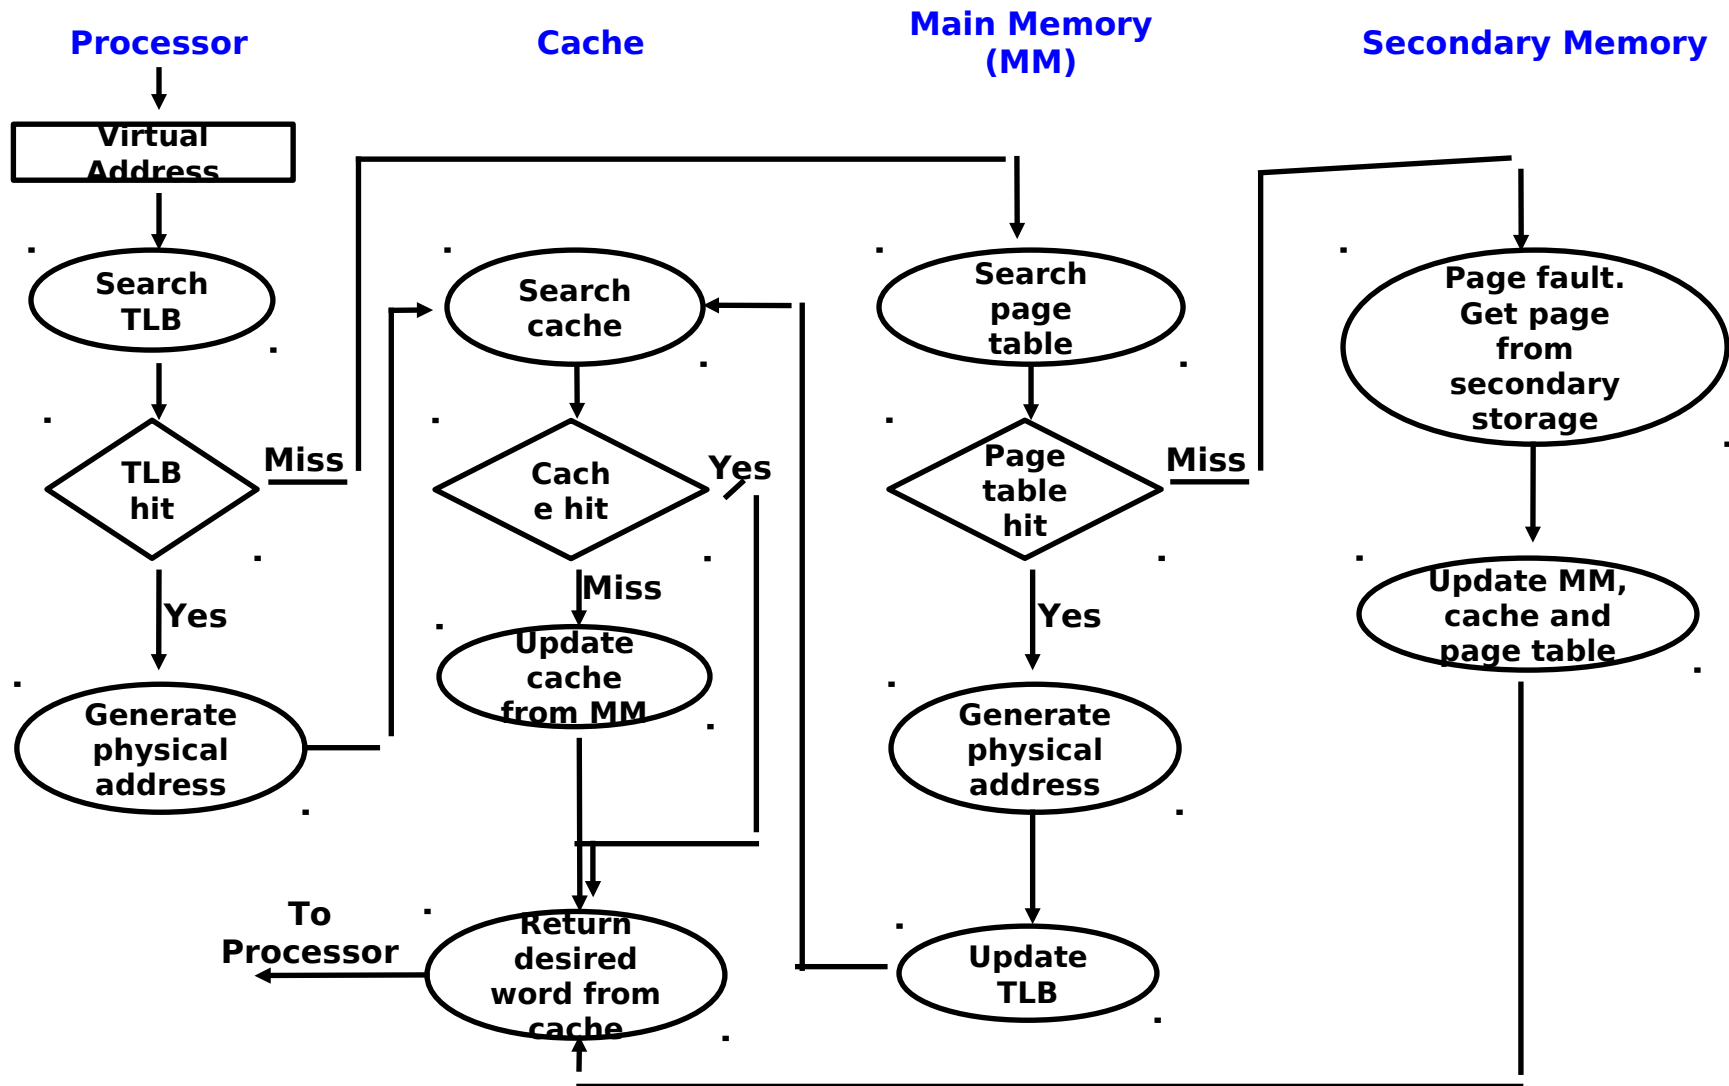 Processor
Cache
Main Memory
(MM)
Secondary Memory
Virtual
Address
Search
TLB
Search
cache
Search
page
table
Page fault.
Get page
from
secondary
storage
TLB
hit
Miss
Cach
e hit
Yes
Page
table
hit
Miss
Yes
Miss
Yes
Update MM,
cache and
page table
Generate
physical
address
Update
cache
from MM
Generate
physical
address
To
Processor
Return
desired
word from
cache
Update
TLB